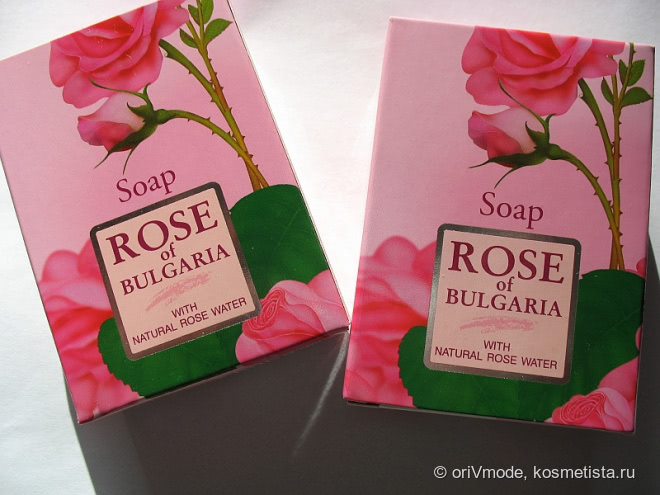 Soap
ROSE
of
BULGARIA
WITH
NATURAL ROSE WATER
Soap
ROSE
of
BULGARIA
WITH
NATURAL ROSE WATER
© oriVmode, kosmetista.ru